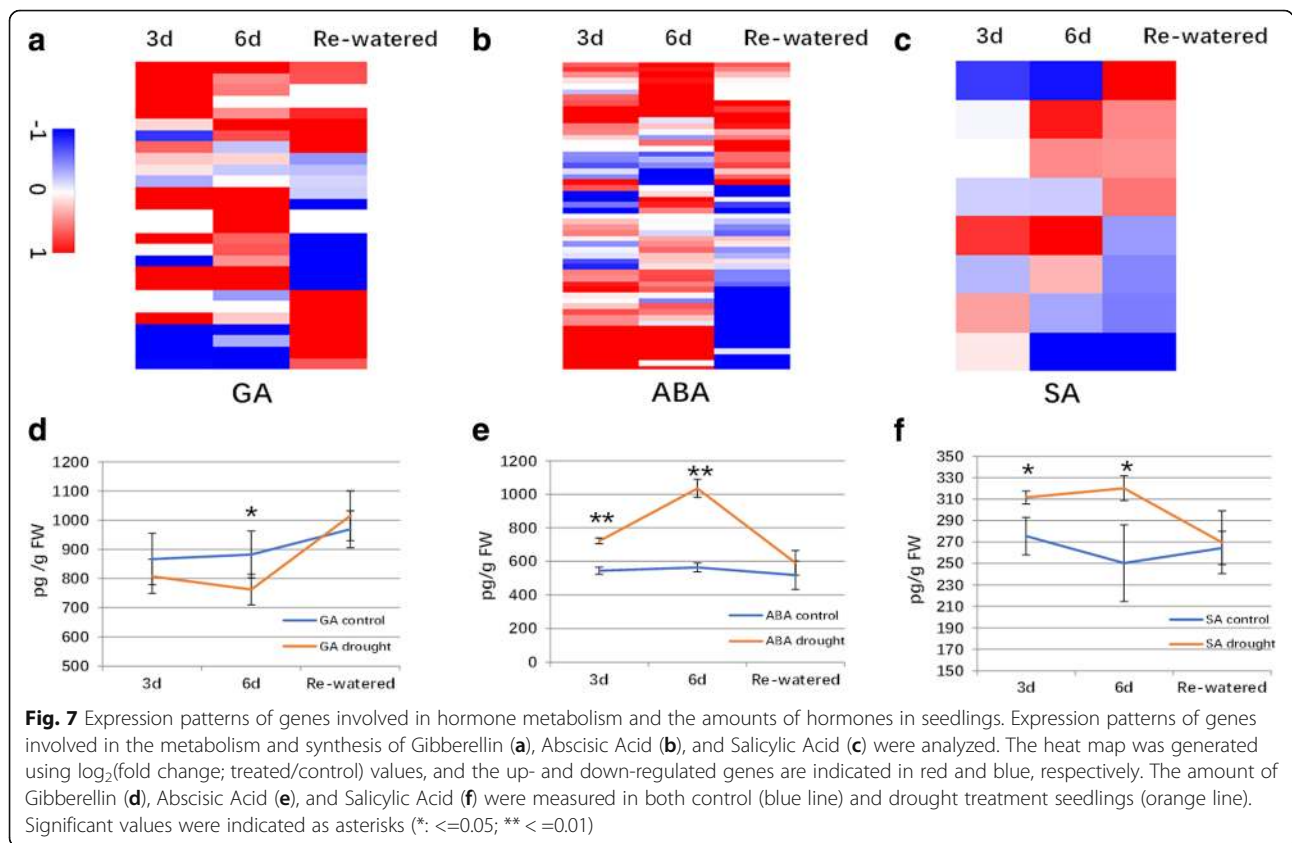 a 3d 6d Re-watered
b 3d 6d Re-watered
c 3d 6d Re-watered
-1
0
1
GA
ABA
SA
d
1200
1100
1000
900
800
700
600
500
pg /g FW
*
GA control
GA drought
3d 6d Re-watered
e
1200
1000
800
600
400
200
0
pg/g FW
**
**
ABA control
ABA drought
3d 6d Re-watered
f
350
330
310
290
270
250
230
210
190
170
150
pg/g FW
*
*
SA control
SA drought
3d 6d Re-watered
Fig. 7 Expression patterns of genes involved in hormone metabolism and the amounts of hormones in seedlings. Expression patterns of genes
involved in the metabolism and synthesis of Gibberellin (a), Abscisic Acid (b), and Salicylic Acid (c) were analyzed. The heat map was generated
using log₂(fold change; treated/control) values, and the up- and down-regulated genes are indicated in red and blue, respectively. The amount of
Gibberellin (d), Abscisic Acid (e), and Salicylic Acid (f) were measured in both control (blue line) and drought treatment seedlings (orange line).
Significant values were indicated as asterisks (*: <=0.05; ** < =0.01)